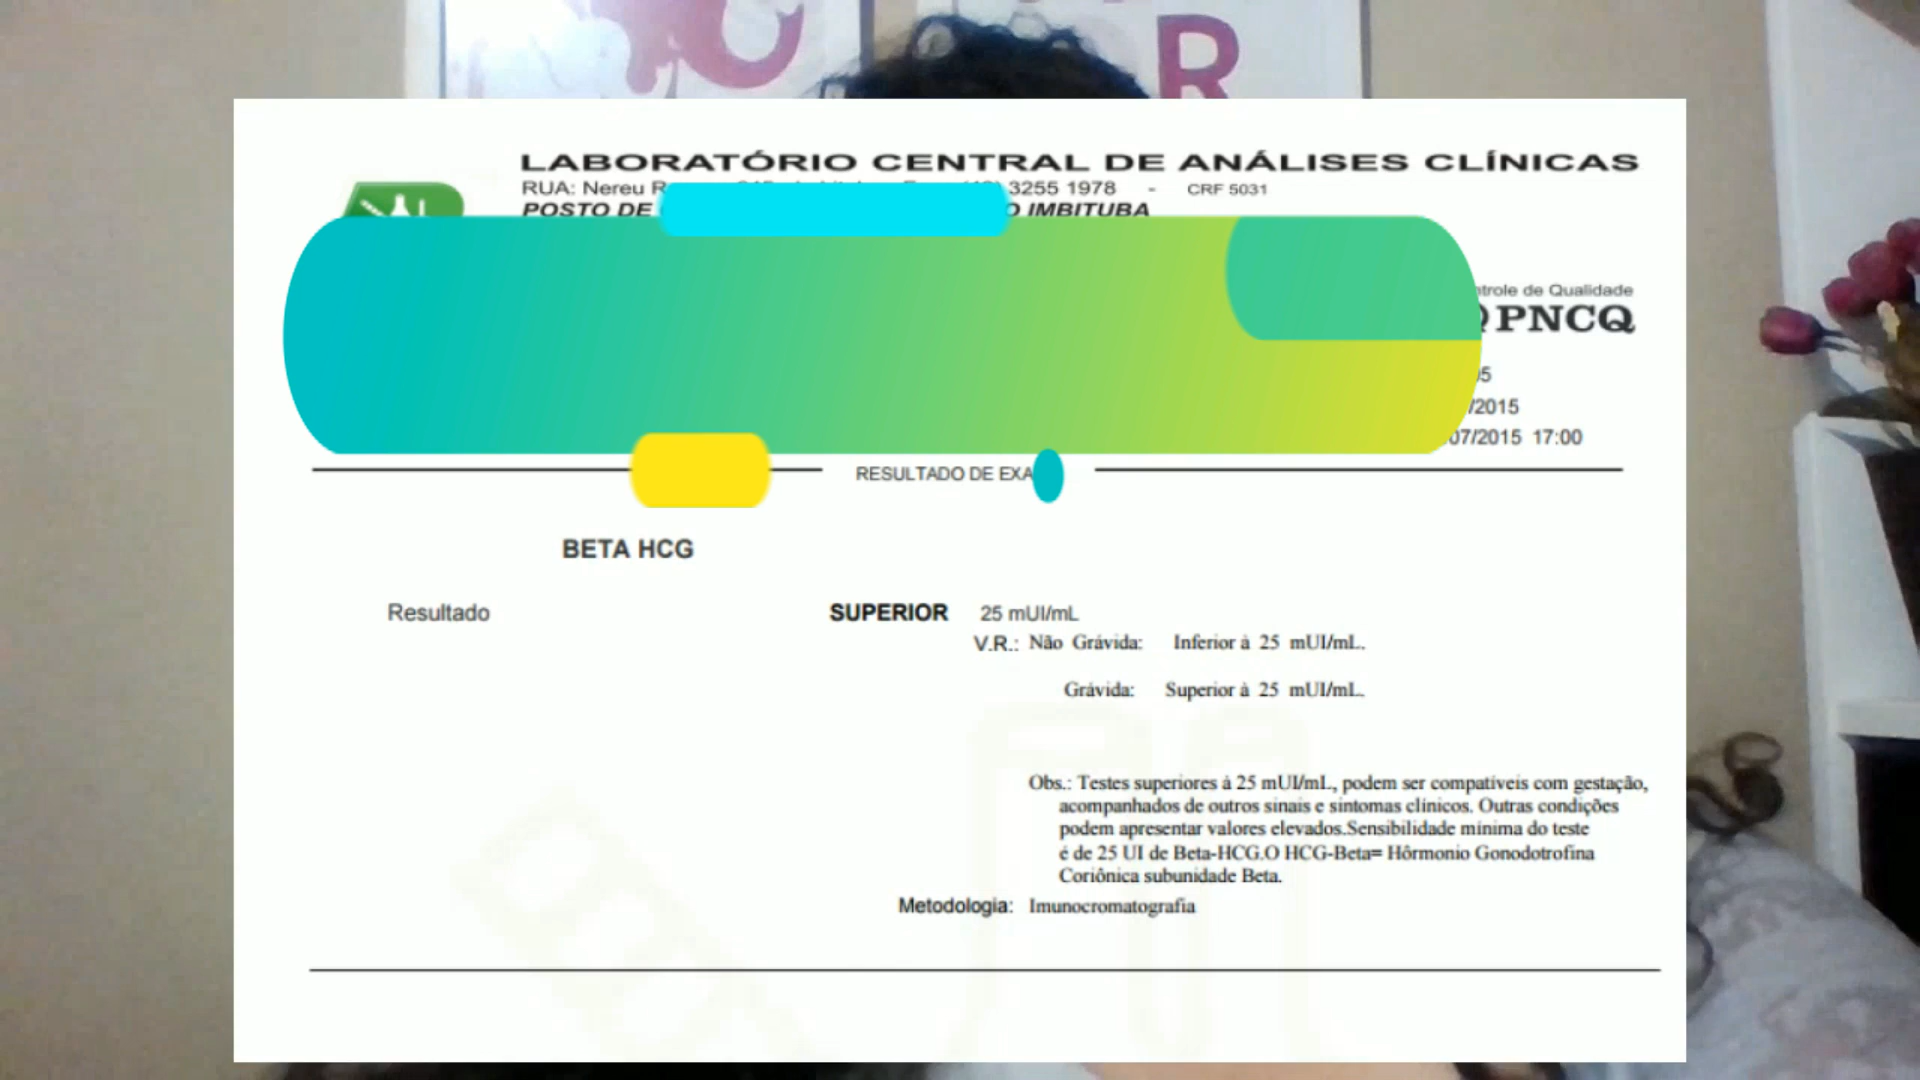 R
LABORATÓRIO CENTRAL DE ANÁLISES CLÍNICAS
RUA: Nereu 3255 1978 - CRF 5031
POSTO DE IMBITUBA
de Qualidade
PNCQ
/2015
07/2015 17:00
RESULTADO DE
BETA HCG
Resultado SUPERIOR 25 mUI/mL
V.R.: Não Grávida: Inferior à 25 mUI/mL.
Grávida: Superior à 25 mUI/mL.
Obs.: Testes superiores à 25 mUI/mL, podem ser compatíveis com gestação,
acompanhados de outros sinais e sintomas clínicos. Outras condições
podem apresentar valores elevados.Sensibilidade mínima do teste
é de 25 UI de Beta-HCG.O HCG-Beta= Hôrmonio Gonodotrofina
Coriônica subunidade Beta.
Metodologia: Imunocromatografia